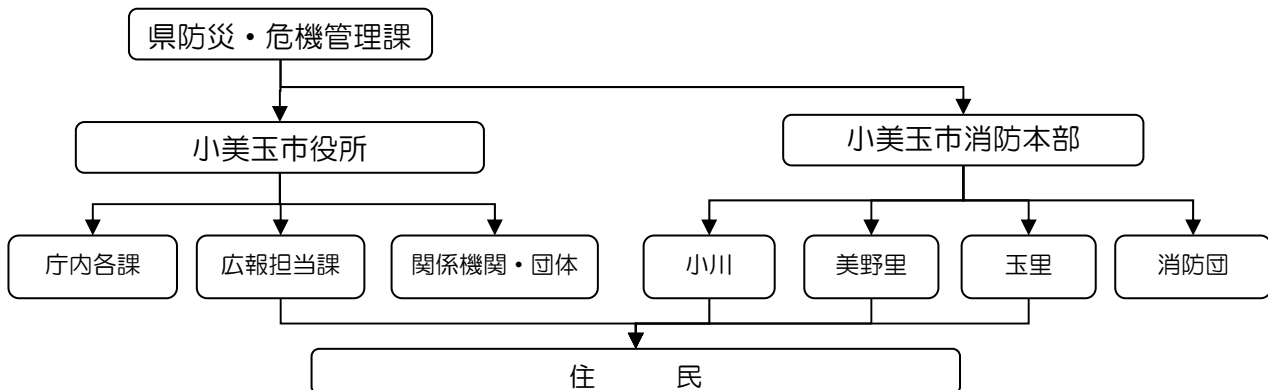 県防災・危機管理課
小美玉市役所
小美玉市消防本部
庁内各課
広報担当課
関係機関・団体
小川
美野里
玉里
消防団
住　　　民